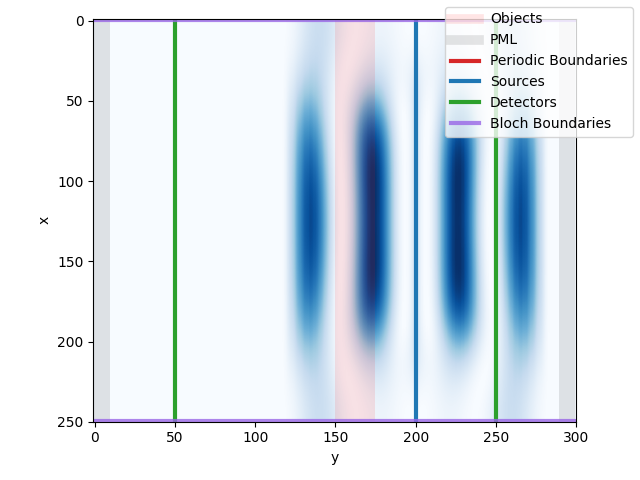 Objects
PML
Periodic Boundaries
Sources
Detectors
Bloch Boundaries
0
50
100
150
200
250
x
0
50
100
150
200
250
300
y